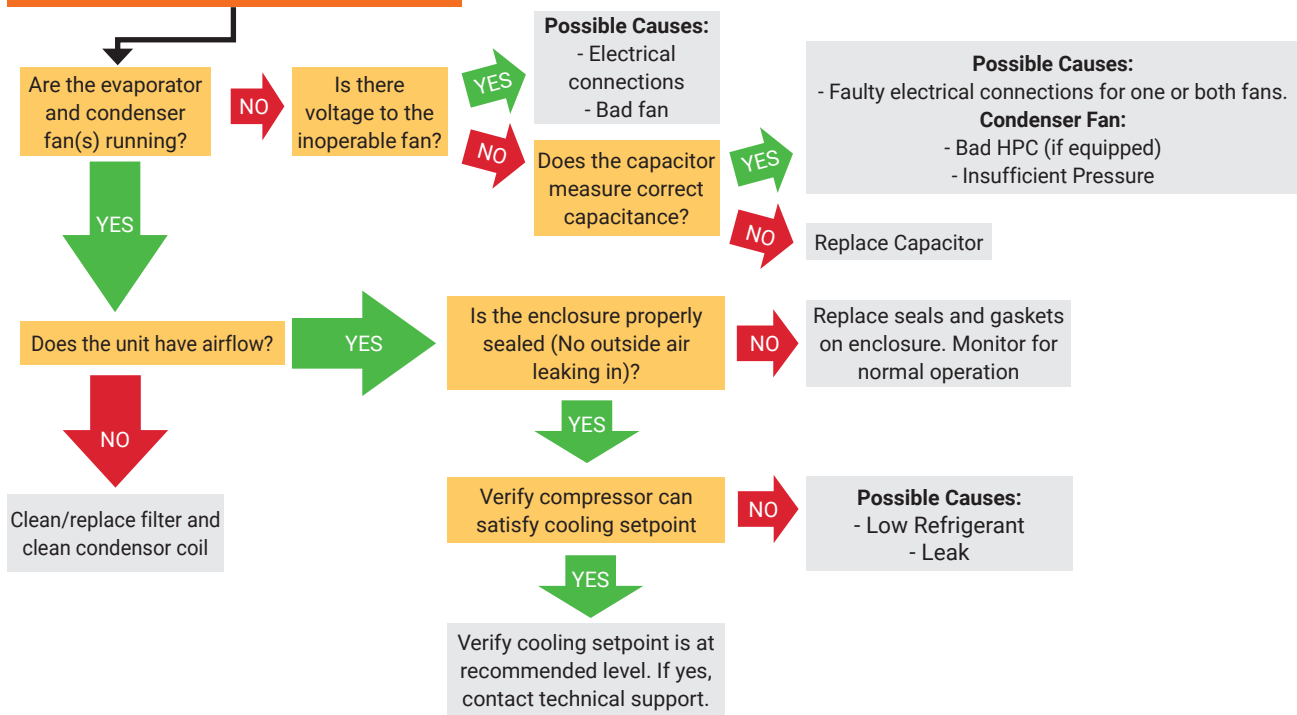 Are the evaporator
and condenser
fan(s) running?
NO
Is there
voltage to the
inoperable fan?
YES
Possible Causes:
- Electrical
connections
- Bad fan
NO
Does the capacitor
measure correct
capacitance?
YES
Possible Causes:
- Faulty electrical connections for one or both fans.
Condenser Fan:
- Bad HPC (if equipped)
- Insufficient Pressure
NO
Replace Capacitor
YES
Does the unit have airflow?
YES
Is the enclosure properly
sealed (No outside air
leaking in)?
NO
Replace seals and gaskets
on enclosure. Monitor for
normal operation
NO
Clean/replace filter and
clean condensor coil
YES
Verify compressor can
satisfy cooling setpoint
NO
Possible Causes:
- Low Refrigerant
- Leak
YES
Verify cooling setpoint is at
recommended level. If yes,
contact technical support.